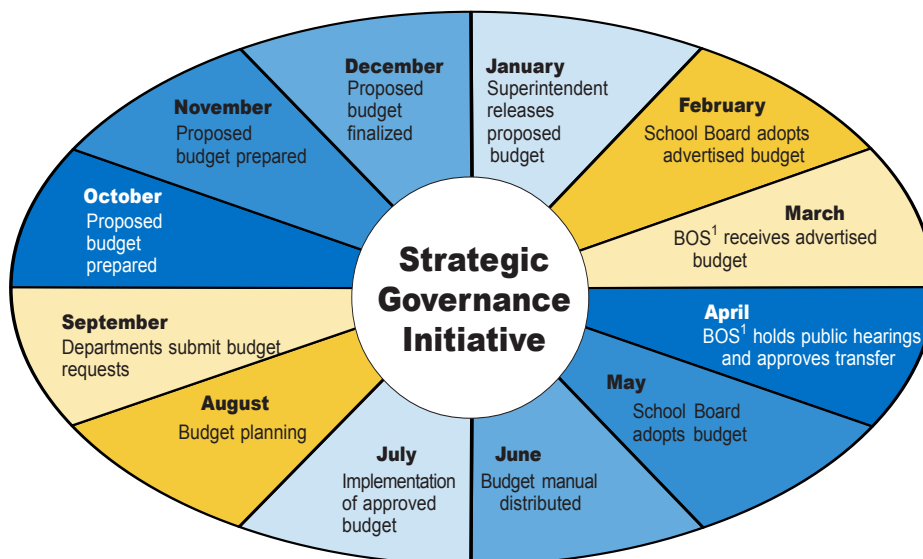 December
Proposed
budget
finalized
January
Superintendent
releases
proposed
budget
February
School Board adopts
advertised budget
March
BOS¹ receives advertised
budget
April
BOS¹ holds public hearings
and approves transfer
May
School Board
adopts budget
June
Budget manual
distributed
July
Implementation
of approved
budget
August
Budget planning
September
Departments submit budget
requests
October
Proposed
budget
prepared
November
Proposed
budget prepared
Strategic
Governance
Initiative